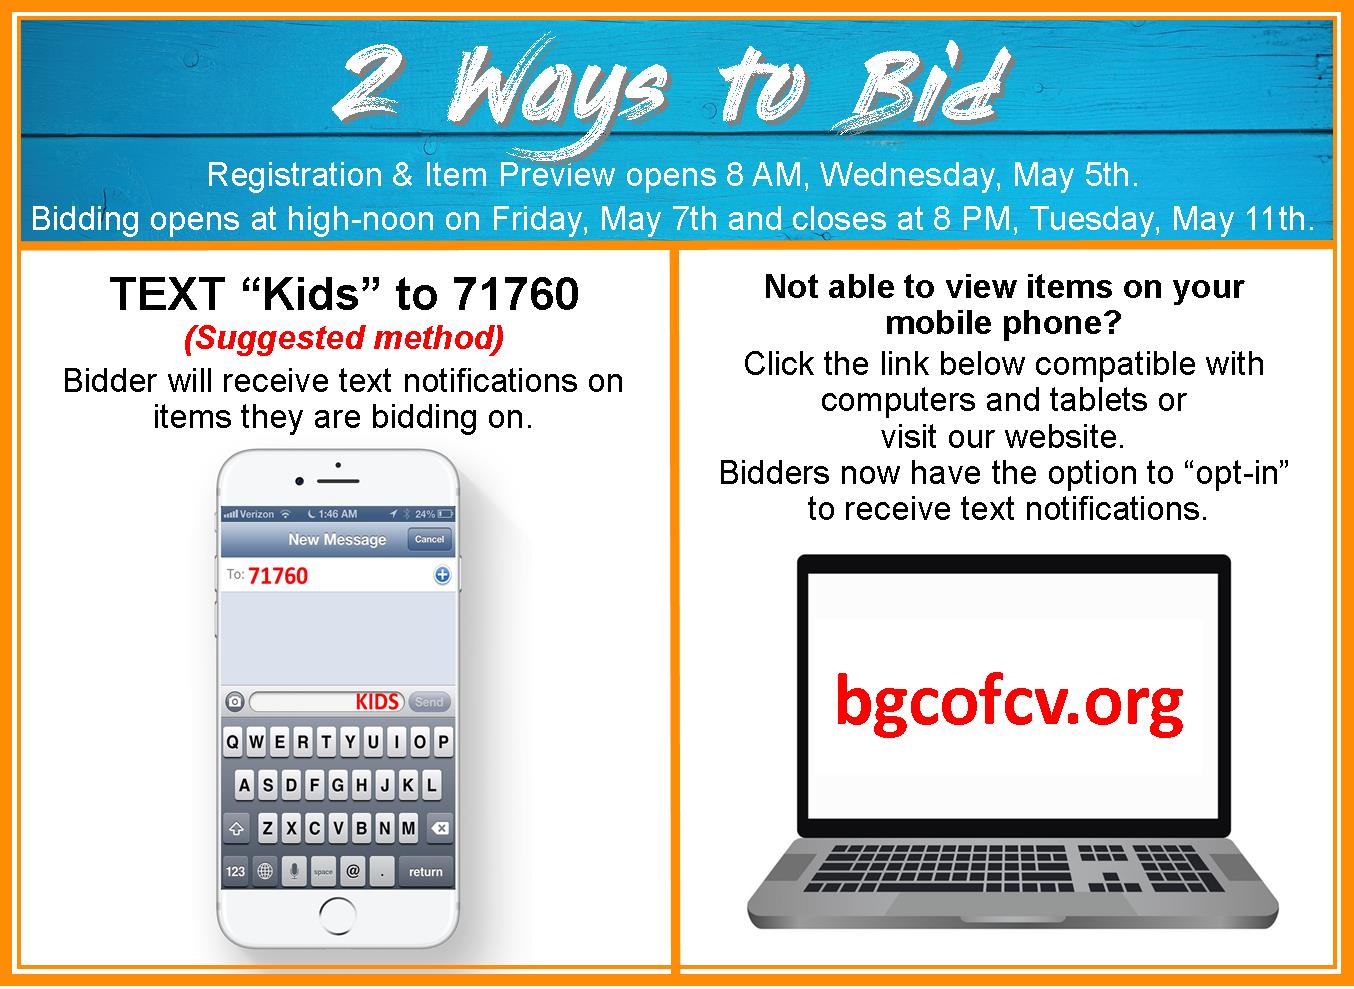 2 Ways to Bid
Registration & Item Preview opens 8 AM, Wednesday, May 5th.
Bidding opens at high-noon on Friday, May 7th and closes at 8 PM, Tuesday, May 11th.
TEXT “Kids” to 71760
(Suggested method)
Bidder will receive text notifications on
items they are bidding on.
Verizon 1:46 AM 24%
New Message Cancel
To: 71760
KIDS Send
Q W E R T Y U I O P
A S D F G H J K L
Z X C V B N M
123 space @ . return
Not able to view items on your
mobile phone?
Click the link below compatible with
computers and tablets or
visit our website.
Bidders now have the option to “opt-in”
to receive text notifications.
bgcofcv.org